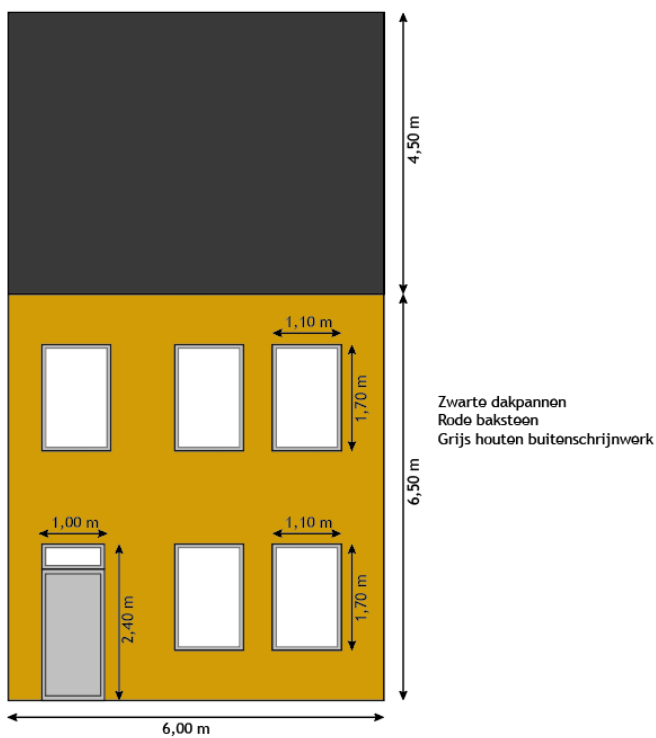 4,50 m
1,10 m
1,70 m
Zwarte dakpannen
Rode baksteen
Grijs houten buitenschrijnwerk
6,50 m
1,00 m
1,10 m
2,40 m
1,70 m
6,00 m